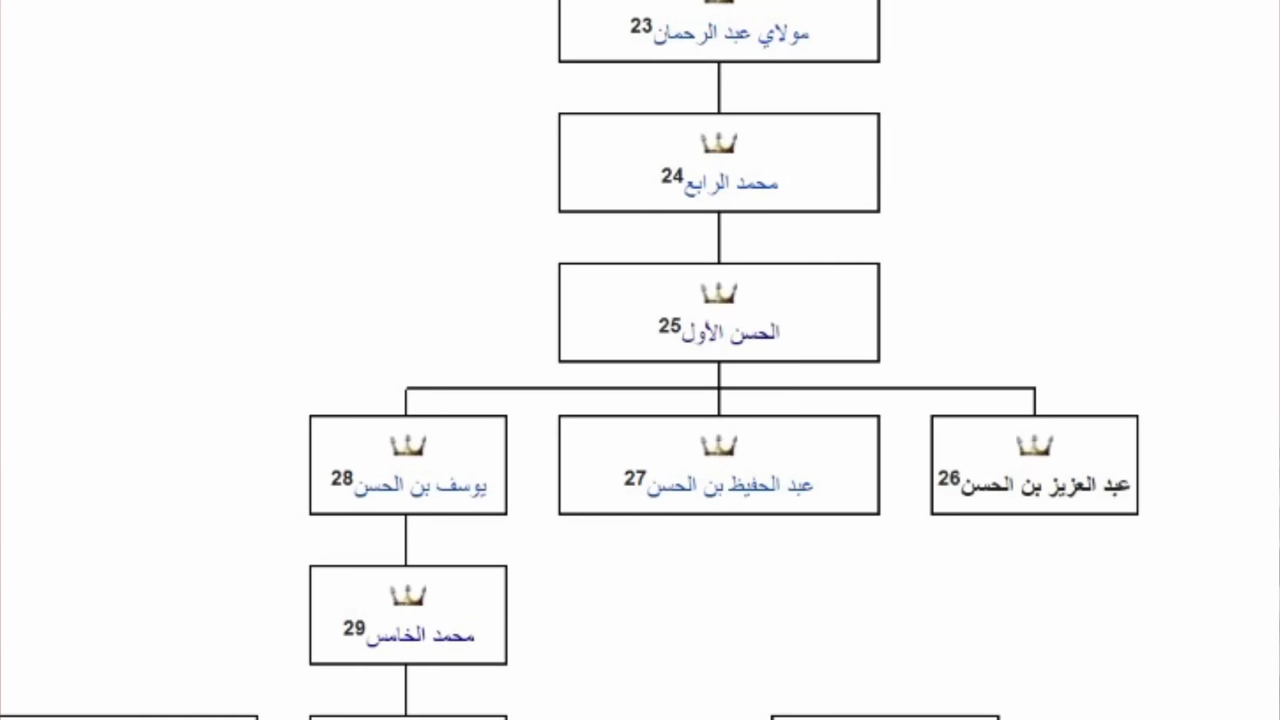 مولاي عبد الرحمان23
محمد الرابع24
الحسن الأول25
عبد العزيز بن الحسن26
عبد الحفيظ بن الحسن27
يوسف بن الحسن28
محمد الخامس29